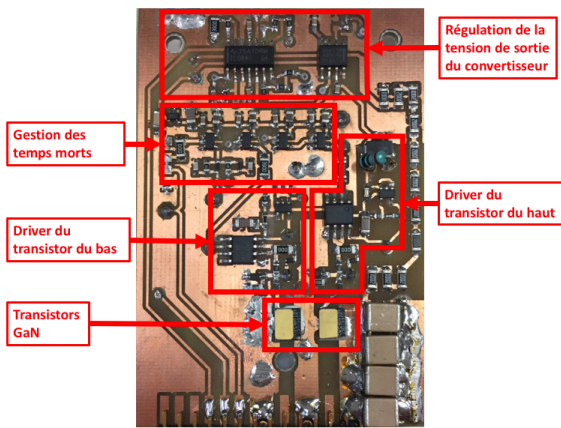 Régulation de la
tension de sortie
du convertisseur
Gestion des
temps morts
Driver du
transistor du haut
Driver du
transistor du bas
Transistors
GaN